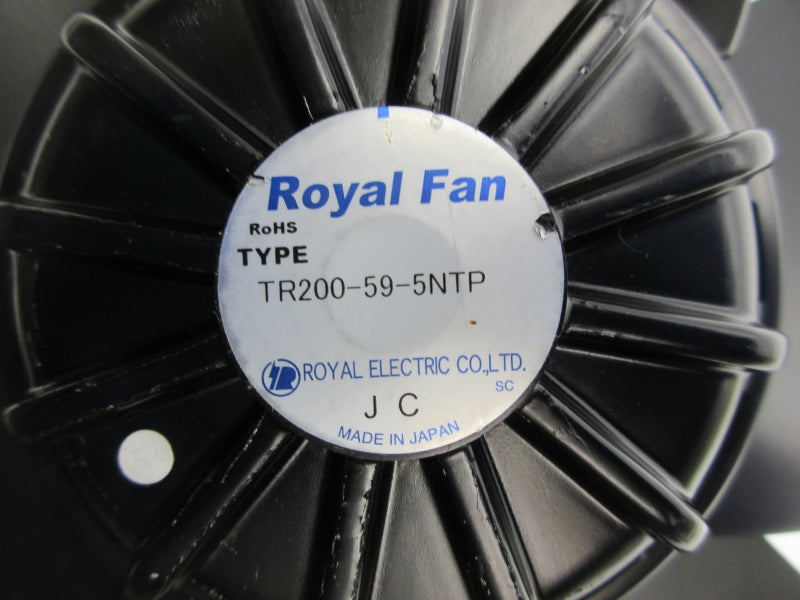 Royal Fan
RoHS
TYPE
TR200-59-5NTP
ROYAL ELECTRIC CO.,LTD.
SC
J C
MADE IN JAPAN